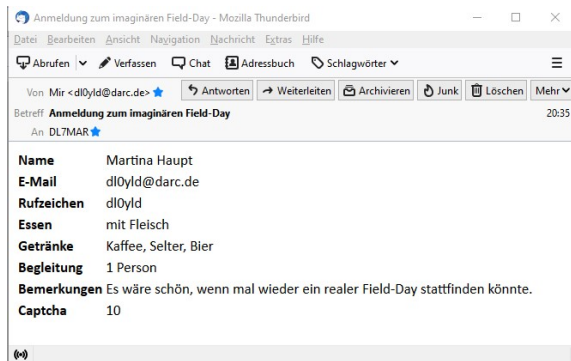 Anmeldung zum imaginären Field-Day - Mozilla Thunderbird
Datei Bearbeiten Ansicht Navigation Nachricht Extras Hilfe
Abrufen Verfassen Chat Adressbuch Schlagwörter
Von Mir <dl0yld@darc.de> Antworten Weiterleiten Archivieren Junk Löschen Mehr
Betreff Anmeldung zum imaginären Field-Day 20:35
An DL7MAR
Name Martina Haupt
E-Mail dl0yld@darc.de
Rufzeichen dl0yld
Essen mit Fleisch
Getränke Kaffee, Selter, Bier
Begleitung 1 Person
Bemerkungen Es wäre schön, wenn mal wieder ein realer Field-Day stattfinden könnte.
Captcha 10